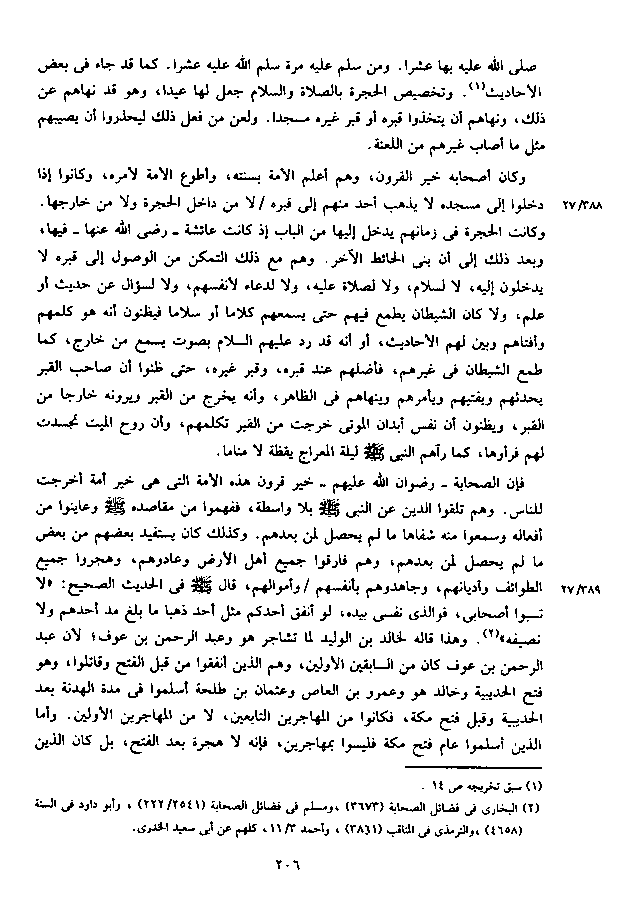 صلى الله عليه بها عشرا. ومن سلم عليه مرة سلم الله عليه عشرا. كما قد جاء فى بعض
الأحاديث(١). وتخصيص الحجرة بالصلاة والسلام جعل لها عيدا، وهو قد نهاهم عن
ذلك، ونهاهم أن يتخذوا قبره أو قبر غيره مسجدا. ولعن من فعل ذلك ليحذروا أن يصيبهم
مثل ما أصاب غيرهم من اللعنة.
وكان أصحابه خير القرون، وهم أعلم الأمة بسنته، وأطوع الأمة لأمره، وكانوا إذا
٢٧/٣٨٨ دخلوا إلى مسجده لا يذهب أحد منهم إلى قبره / لا من داخل الحجرة ولا من خارجها.
وكانت الحجرة فى زمانهم يدخل إليها من الباب إذ كانت عائشة ـ رضى الله عنها ـ فيها،
وبعد ذلك إلى أن بنى الحائط الآخر. وهم مع ذلك التمكن من الوصول إلى قبره لا
يدخلون إليه، لا لسلام، ولا لصلاة عليه، ولا لدعاء لأنفسهم، ولا لسؤال عن حديث أو
علم، ولا كان الشيطان يطمع فيهم حتى يسمعهم كلاما أو سلاما فيظنون أنه هو كلمهم
وأفتاهم وبين لهم الأحاديث، أو أنه قد رد عليهم السلام بصوت يسمع من خارج، كما
طمع الشيطان فى غيرهم، فأضلهم عند قبره، وقبر غيره، حتى ظنوا أن صاحب القبر
يحدثهم ويفتيهم ويأمرهم وينهاهم فى الظاهر، وأنه يخرج من القبر ويرونه خارجا من
القبر، ويظنون أن نفس أبدان الموتى خرجت من القبر تكلمهم، وأن روح الميت تجسدت
لهم فرأوها، كما رآهم النبى ﷺ ليلة المعراج يقظة لا مناما.
فإن الصحابة ـ رضوان الله عليهم ـ خير قرون هذه الأمة التى هى خير أمة أخرجت
للناس. وهم تلقوا الدين عن النبى ﷺ بلا واسطة، ففهموا من مقاصده ﷺ وعاينوا من
أفعاله وسمعوا منه شفاها ما لم يحصل لمن بعدهم. وكذلك كان يستفيد بعضهم من بعض
ما لم يحصل لمن بعدهم، وهم فارقوا جميع أهل الأرض وعادوهم، وهجروا جميع
٢٧/٣٨٩ الطوائف وأديانهم، وجاهدوهم بأنفسهم / وأموالهم، قال ﷺ فى الحديث الصحيح: «لا
تسبوا أصحابى، فوالذى نفسى بيده، لو أنفق أحدكم مثل أحد ذهبا ما بلغ مد أحدهم ولا
نصيفه»(٢). وهذا قاله لخالد بن الوليد لما تشاجر هو وعبد الرحمن بن عوف؛ لأن عبد
الرحمن بن عوف كان من السابقين الأولين، وهم الذين أنفقوا من قبل الفتح وقاتلوا، وهو
فتح الحديبية وخالد هو وعمرو بن العاص وعثمان بن طلحة أسلموا فى مدة الهدنة بعد
الحديبية وقبل فتح مكة، فكانوا من المهاجرين التابعين، لا من المهاجرين الأولين. وأما
الذين أسلموا عام فتح مكة فليسوا بمهاجرين، فإنه لا هجرة بعد الفتح، بل كان الذين
(١) سبق تخريجه ص ١٤ .
(٢) البخارى فى فضائل الصحابة (٣٦٧٣) ،ومسلم فى فضائل الصحابة (٢٢٢/٢٥٤١) ، وأبو داود فى السنة
(٤٦٥٨) ،والترمذى فى المناقب (٣٨٦١) ، وأحمد ١١/٣، كلهم عن أبى سعيد الخدرى.
٢٠٦